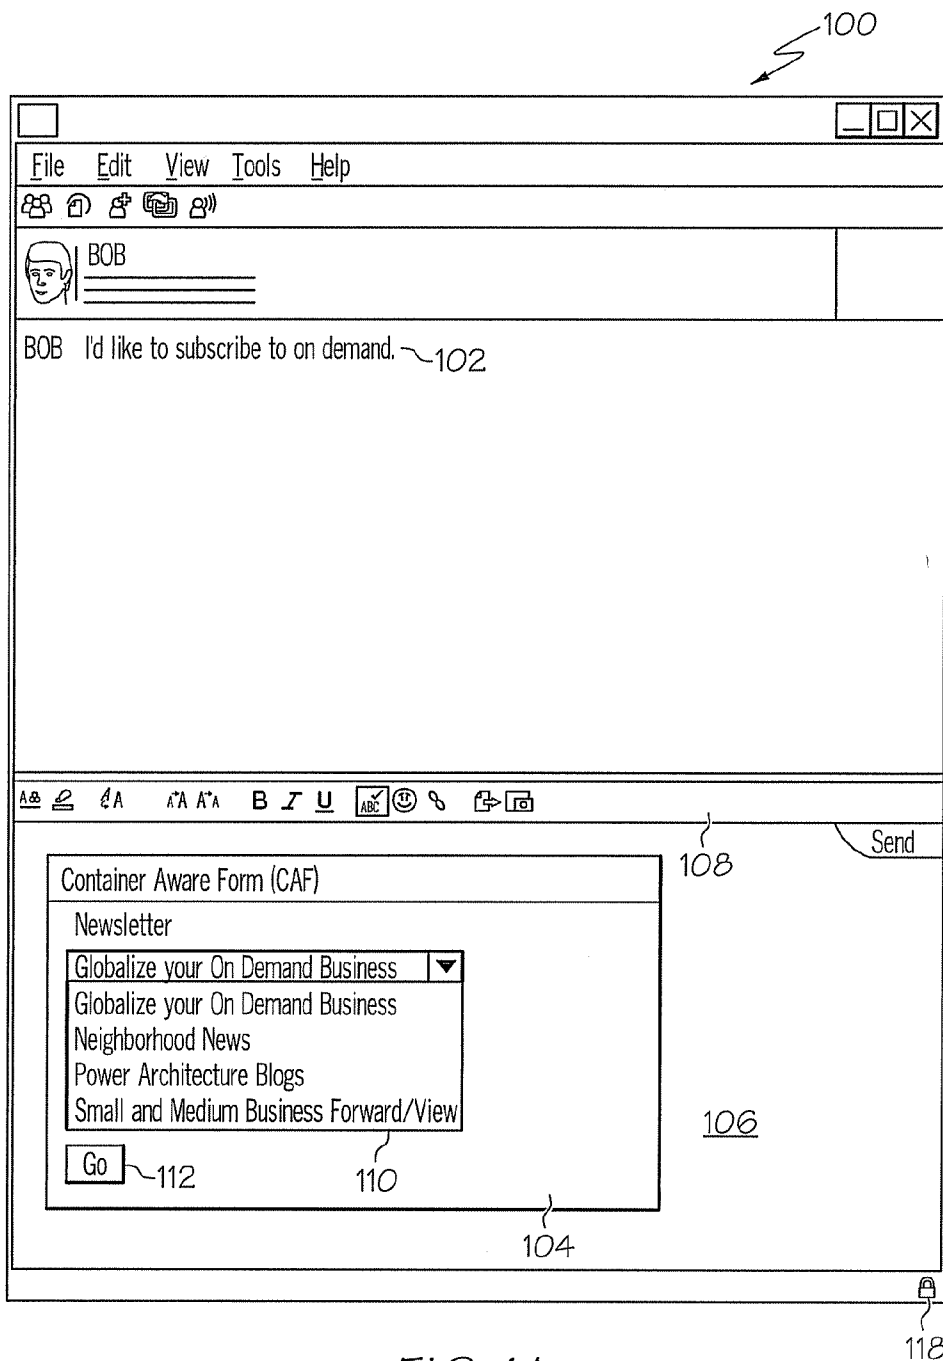 100
File Edit View Tools Help
BOB
BOB I'd like to subscribe to on demand. 102
B I U ABC
108
Send
Container Aware Form (CAF)
Newsletter
Globalize your On Demand Business
Globalize your On Demand Business
Neighborhood News
Power Architecture Blogs
Small and Medium Business Forward/View
106
Go 112
110
104
118